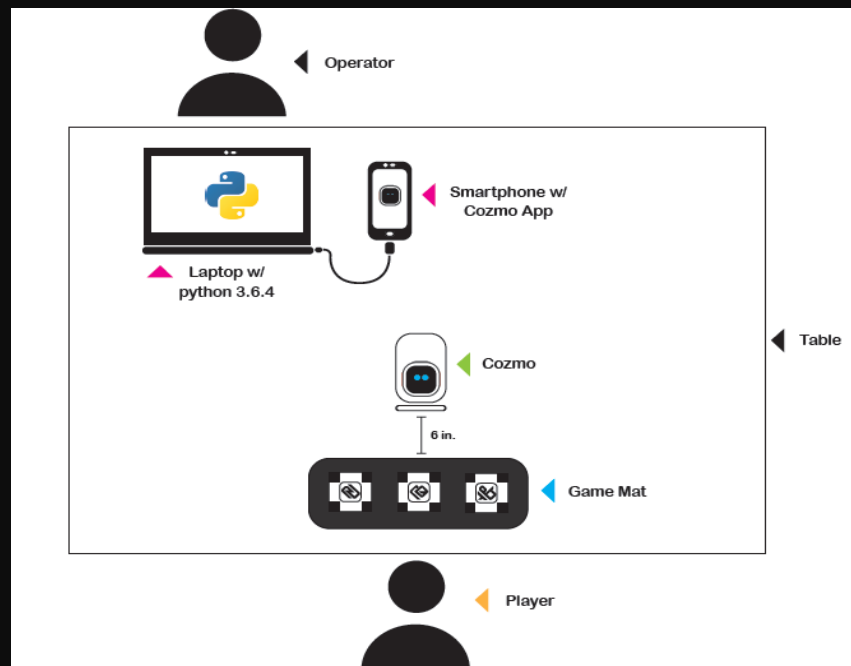 Operator
Smartphone w/
Cozmo App
Laptop w/
python 3.6.4
Table
Cozmo
6 in.
Game Mat
Player